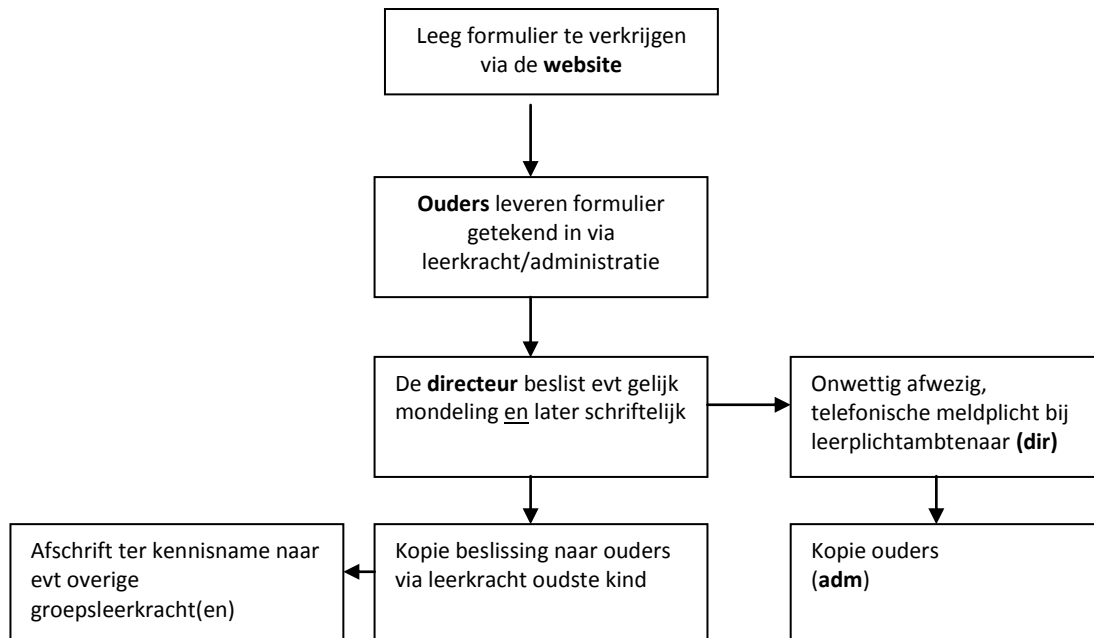 Leeg formulier te verkrijgen
via de website
Ouders leveren formulier
getekend in via
leerkracht/administratie
De directeur beslist evt gelijk
mondeling en later schriftelijk
Onwettig afwezig,
telefonische meldplicht bij
leerplichtambtenaar (dir)
Afschrift ter kennisname naar
evt overige
groepsleerkracht(en)
Kopie beslissing naar ouders
via leerkracht oudste kind
Kopie ouders
(adm)